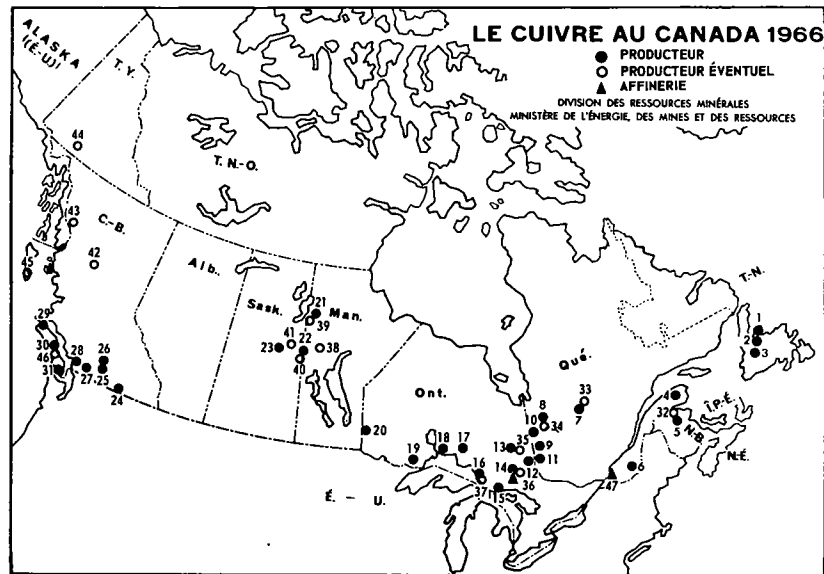 LE CUIVRE AU CANADA 1966
● PRODUCTEUR
○ PRODUCTEUR ÉVENTUEL
▲ AFFINERIE
DIVISION DES RESSOURCES MINÉRALES
MINISTÈRE DE L'ÉNERGIE, DES MINES ET DES RESSOURCES
ALASKA
(É.-U.)
T.Y.
44
T.N.-O.
43
C.-B.
42
45
Alb.
Sask.
Man.
21
39
41
22
23
38
40
T.-N.
29
30
46
31
28
27
26
25
24
Qué.
1
2
3
33
7
4
32
5
Î.P.-É.
N.-B.
N.-É.
Ont.
8
10
34
20
19
18
17
13
35
9
11
14
12
16
37
36
15
6
47
É. - U.